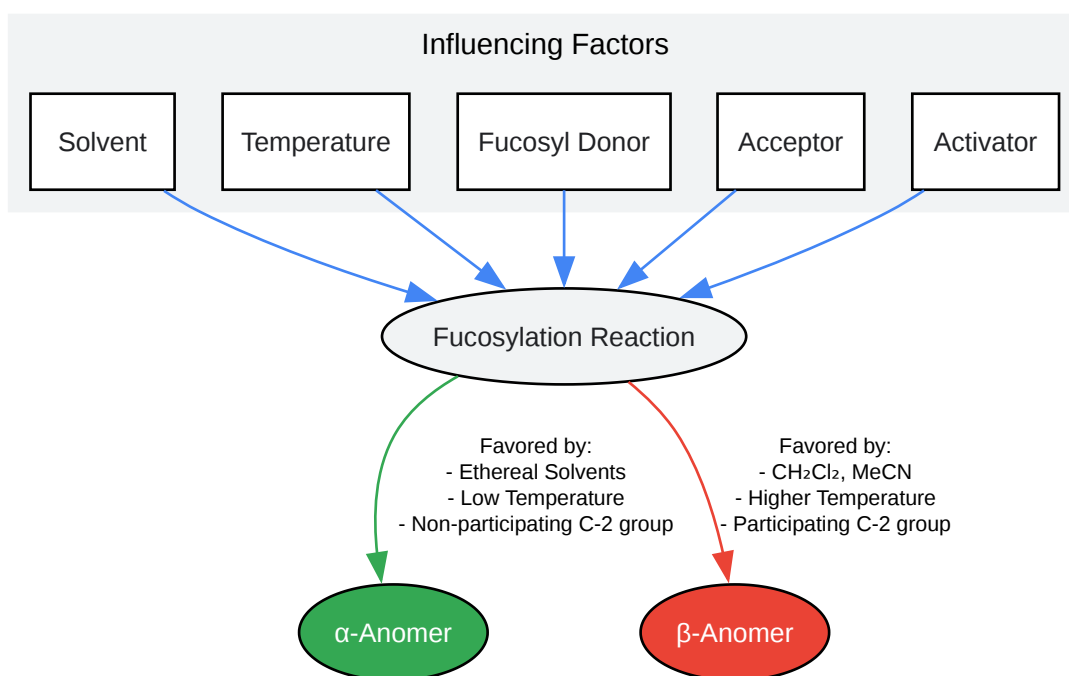 Influencing Factors
Solvent
Temperature
Fucosyl Donor
Acceptor
Activator
Fucosylation Reaction
Favored by:
- Ethereal Solvents
- Low Temperature
- Non-participating C-2 group
Favored by:
- CH₂Cl₂, MeCN
- Higher Temperature
- Participating C-2 group
α-Anomer
β-Anomer